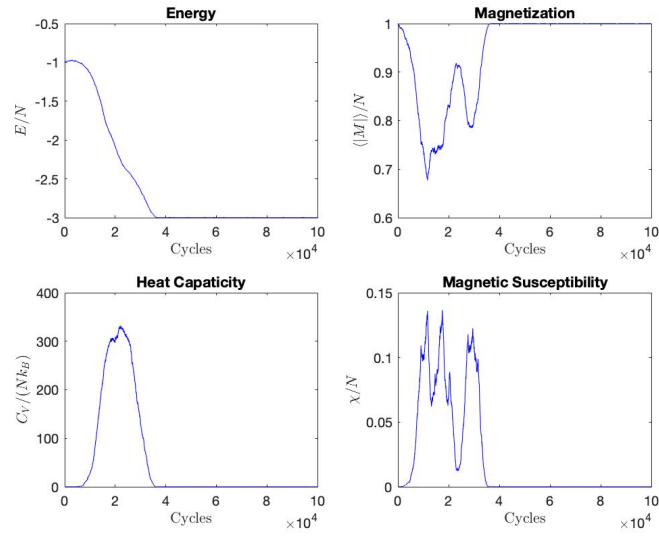 Energy
-0.5
-1
-1.5
-2
-2.5
-3
E/N
0 2 4 6 8 10
Cycles
×10^4
Magnetization
1
0.9
0.8
0.7
0.6
⟨|M|⟩/N
0 2 4 6 8 10
Cycles
×10^4
Heat Capaticity
400
300
200
100
0
C_V/(Nk_B)
0 2 4 6 8 10
Cycles
×10^4
Magnetic Susceptibility
0.15
0.1
0.05
0
χ/N
0 2 4 6 8 10
Cycles
×10^4